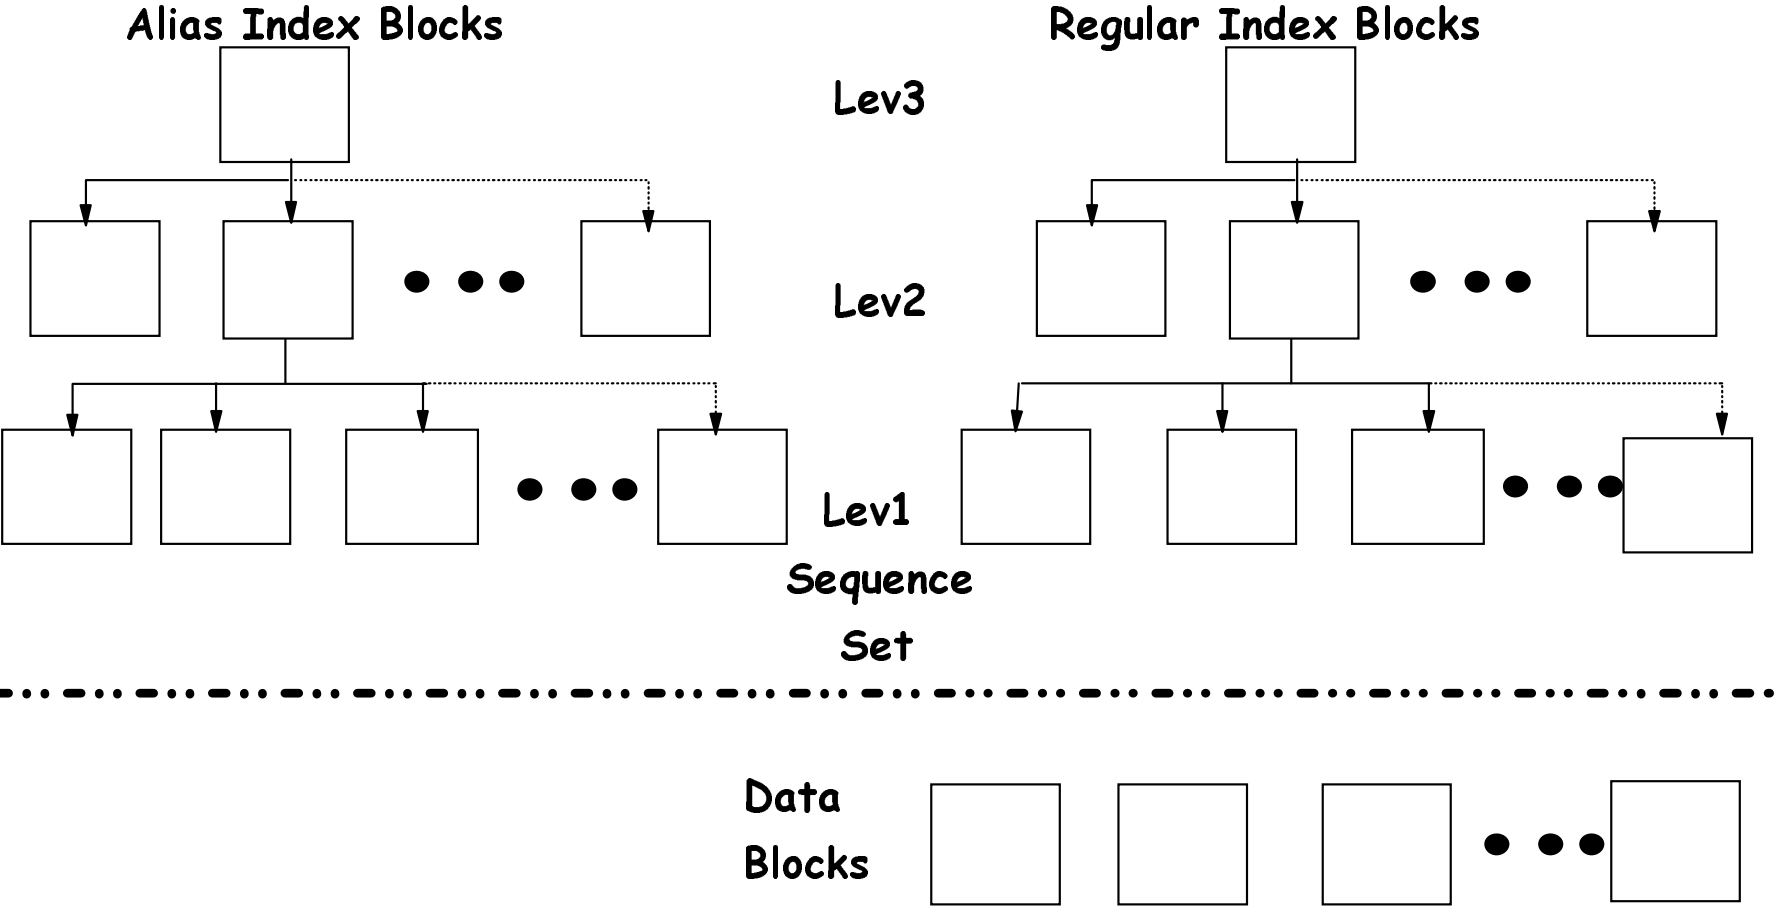 Alias Index Blocks
Regular Index Blocks
Lev3
Lev2
Lev1
Sequence
Set
Data
Blocks